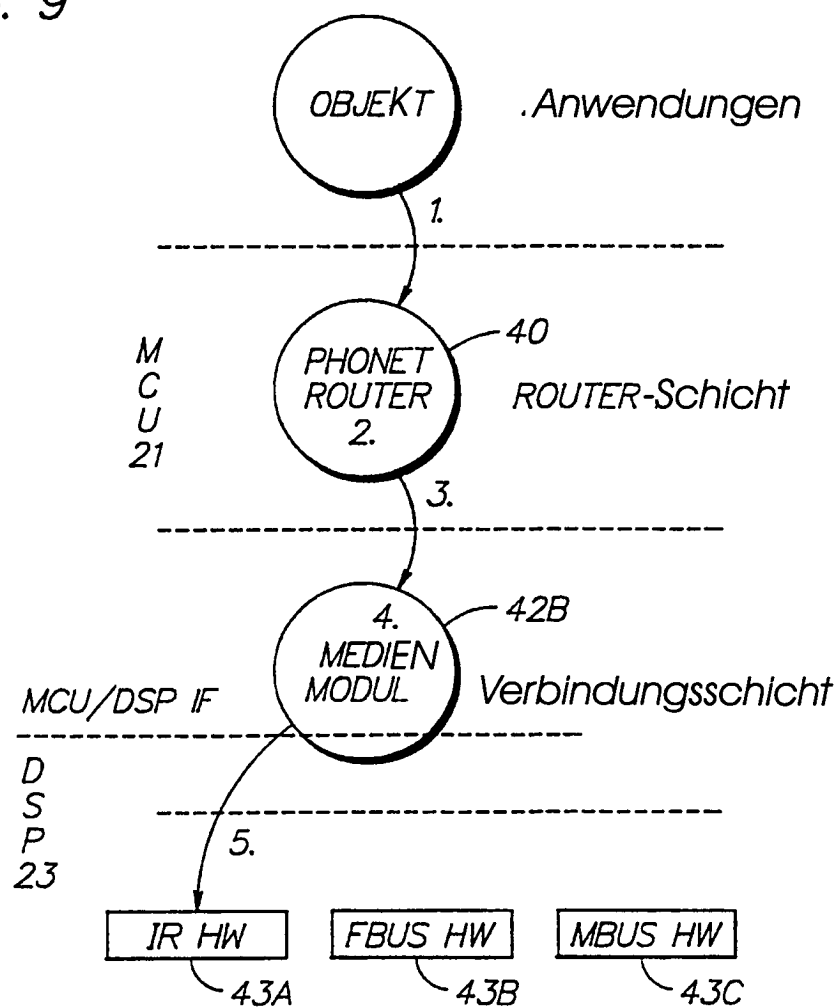 . 9
OBJEKT
.Anwendungen
1.
M
C
U
21
PHONET
ROUTER
2.
40
ROUTER-Schicht
3.
4.
MEDIEN
MODUL
42B
Verbindungsschicht
MCU/DSP IF
D
S
P
23
5.
IR HW
FBUS HW
MBUS HW
43A
43B
43C